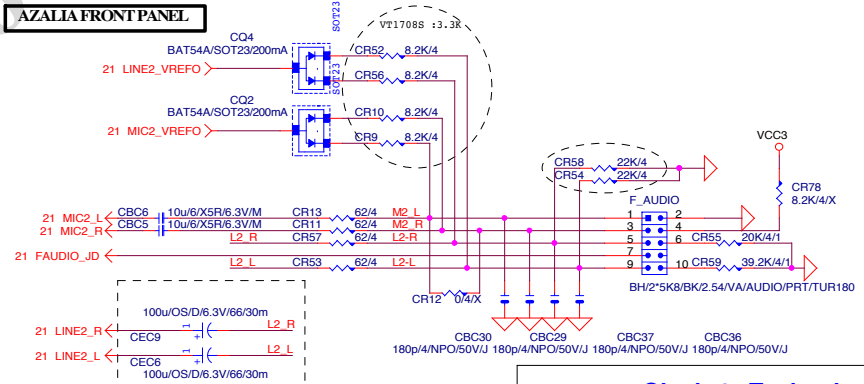 AZALIA FRONT PANEL
CQ4
BAT54A/SOT23/200mA
SOT23
21 LINE2_VREFO
CQ2
BAT54A/SOT23/200mA
SOT23
21 MIC2_VREFO
VT1708S :3.3K
CR52 8.2K/4
CR56 8.2K/4
CR10 8.2K/4
CR9 8.2K/4
CR58 22K/4
CR54 22K/4
VCC3
CR78
8.2K/4/X
F_AUDIO
21 MIC2_L CBC6 10u/6/X5R/6.3V/M CR13 62/4 M2_L 1 2
21 MIC2_R CBC5 10u/6/X5R/6.3V/M CR11 62/4 M2_R 3 4
L2_R CR57 62/4 L2-R 5 6 CR55 20K/4/1
21 FAUDIO_JD 7
L2_L CR53 62/4 L2-L 9 10 CR59 39.2K/4/1
BH/2*5K8/BK/2.54/VA/AUDIO/PRT/TUR180
CR12 0/4/X
100u/OS/D/6.3V/66/30m
21 LINE2_R 1 + L2_R
CEC9
21 LINE2_L 1 + L2_L
CEC6
100u/OS/D/6.3V/66/30m
CBC30 CBC29 CBC37 CBC36
180p/4/NPO/50V/J 180p/4/NPO/50V/J 180p/4/NPO/50V/J 180p/4/NPO/50V/J